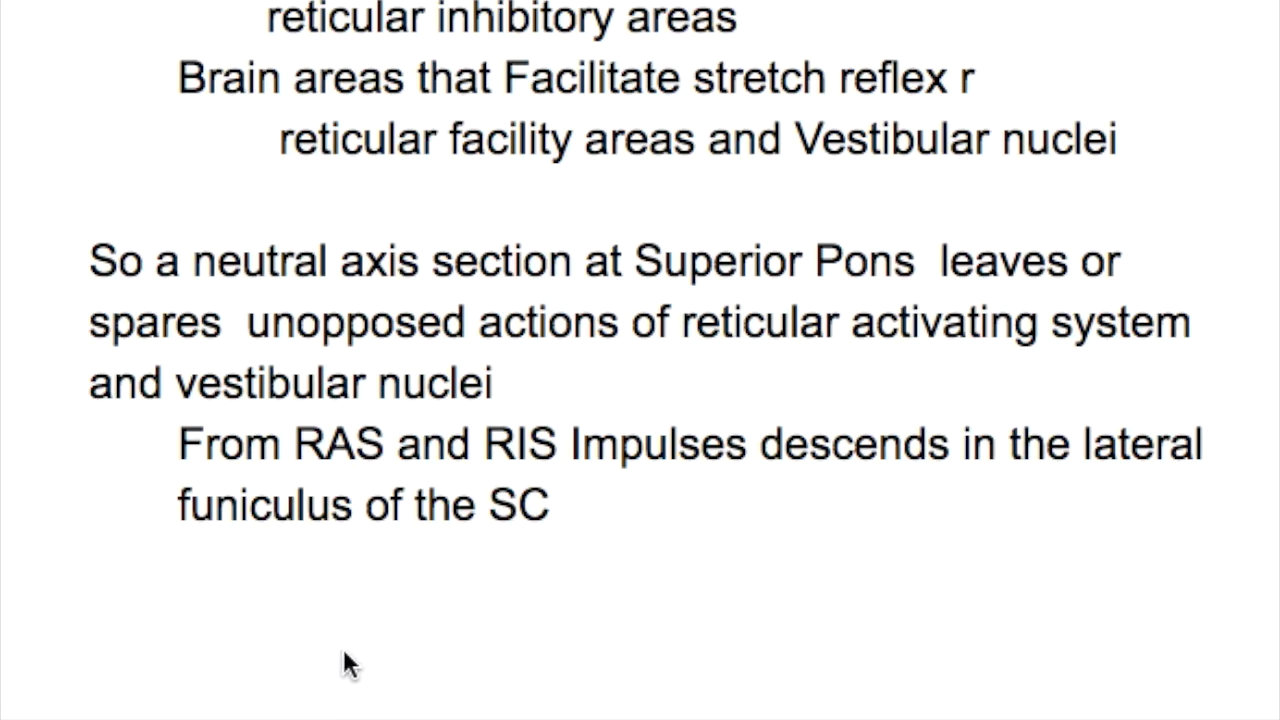 reticular inhibitory areas
Brain areas that Facilitate stretch reflex r
reticular facility areas and Vestibular nuclei
So a neutral axis section at Superior Pons  leaves or
spares  unopposed actions of reticular activating system
and vestibular nuclei
From RAS and RIS Impulses descends in the lateral
funiculus of the SC